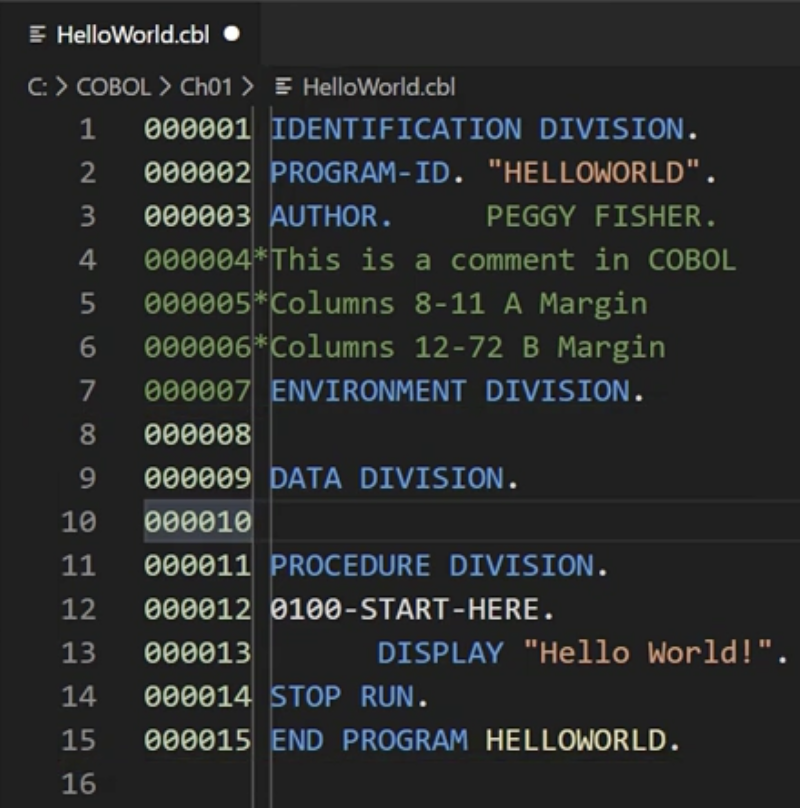 HelloWorld.cbl
C: > COBOL > Ch01 > HelloWorld.cbl
1 000001 IDENTIFICATION DIVISION.
2 000002 PROGRAM-ID. "HELLOWORLD".
3 000003 AUTHOR.     PEGGY FISHER.
4 000004*This is a comment in COBOL
5 000005*Columns 8-11 A Margin
6 000006*Columns 12-72 B Margin
7 000007 ENVIRONMENT DIVISION.
8 000008
9 000009 DATA DIVISION.
10 000010
11 000011 PROCEDURE DIVISION.
12 000012 0100-START-HERE.
13 000013       DISPLAY "Hello World!".
14 000014 STOP RUN.
15 000015 END PROGRAM HELLOWORLD.
16